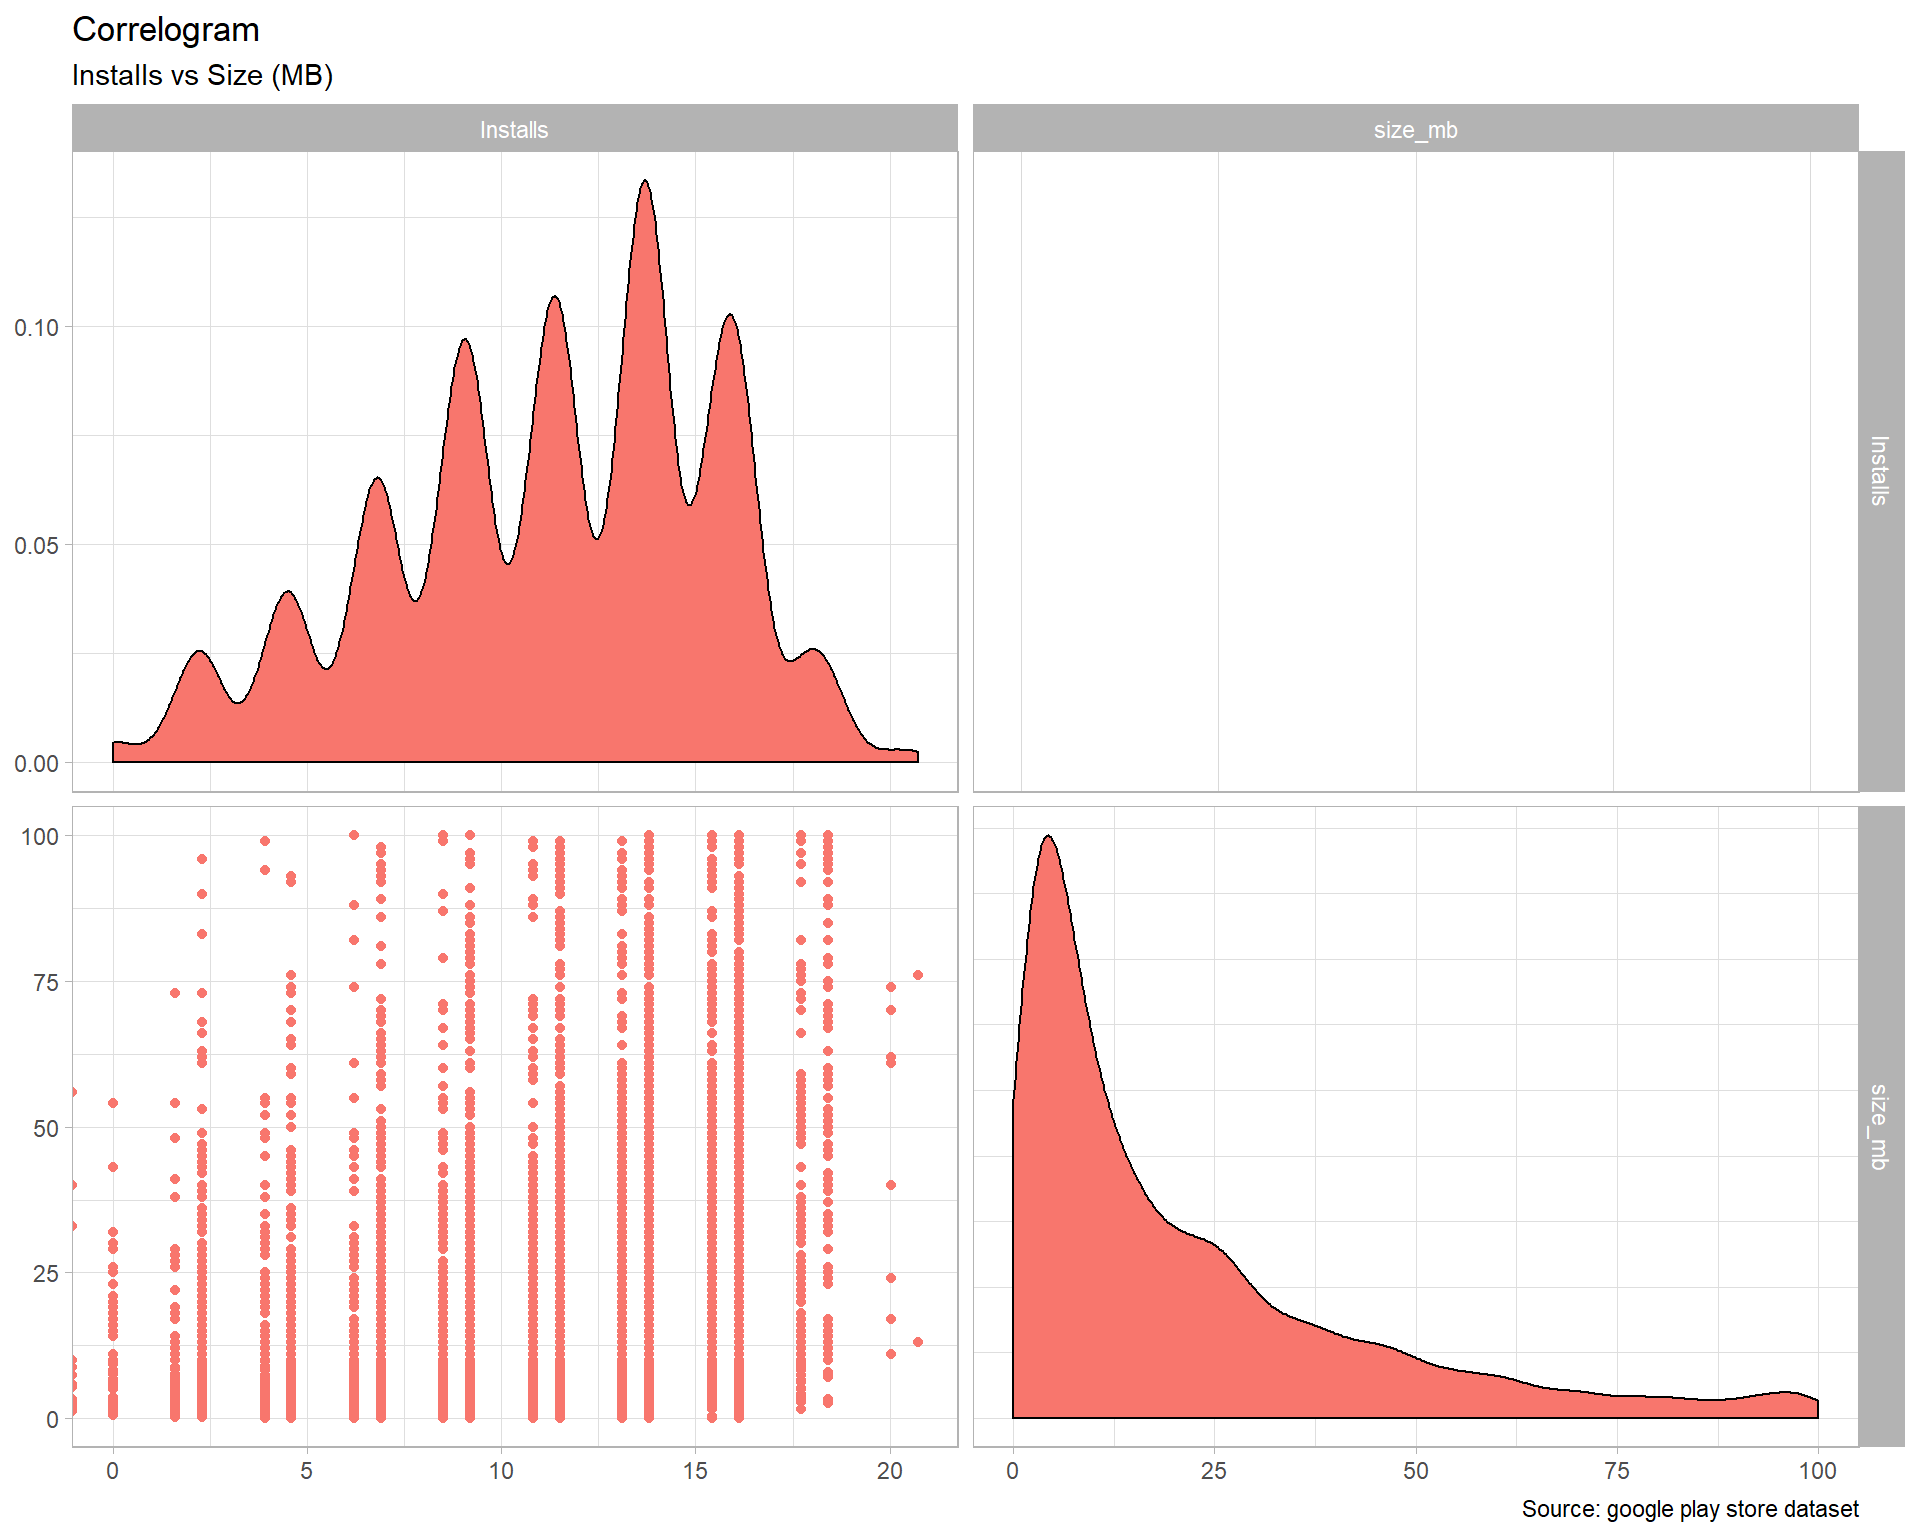 Correlogram
Installs vs Size (MB)
Installs
size_mb
0.10
0.05
0.00
Installs
100
75
50
25
0
size_mb
0 5 10 15 20
0 25 50 75 100
Source: google play store dataset